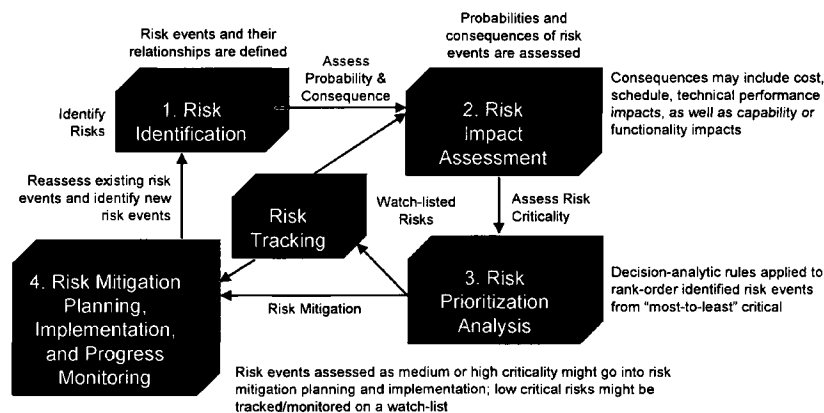 Risk events and their
relationships are defined
Probabilities and
consequences of risk
events are assessed
Assess
Probability &
Consequence
Identify
Risks
1. Risk
Identification
2. Risk
Impact
Assessment
Consequences may include cost,
schedule, technical performance
impacts, as well as capability or
functionality impacts
Reassess existing risk
events and identify new
risk events
Risk
Tracking
Watch-listed
Risks
Assess Risk
Criticality
4. Risk Mitigation
Planning,
Implementation,
and Progress
Monitoring
Risk Mitigation
3. Risk
Prioritization
Analysis
Decision-analytic rules applied to
rank-order identified risk events
from “most-to-least” critical
Risk events assessed as medium or high criticality might go into risk
mitigation planning and implementation; low critical risks might be
tracked/monitored on a watch-list